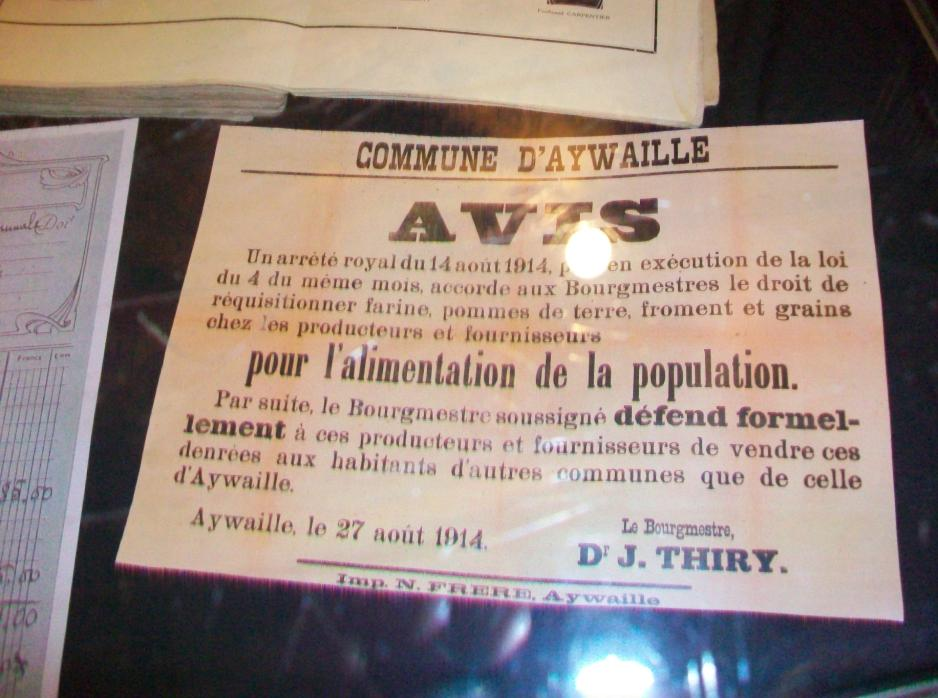 Ferdinand CARPENTIER
COMMUNE D'AYWAILLE
AVIS
Un arrêté royal du 14 août 1914, en exécution de la loi
du 4 du même mois, accorde aux Bourgmestres le droit de
réquisitionner farine, pommes de terre, froment et grains
chez les producteurs et fournisseurs
pour l'alimentation de la population.
Par suite, le Bourgmestre soussigné défend formel-
lement à ces producteurs et fournisseurs de vendre ces
denrées aux habitants d'autres communes que de celle
d'Aywaille.
Aywaille, le 27 août 1914.
Le Bourgmestre,
Dr J. THIRY.
Imp. N. FRERE, Aywaille
Francs